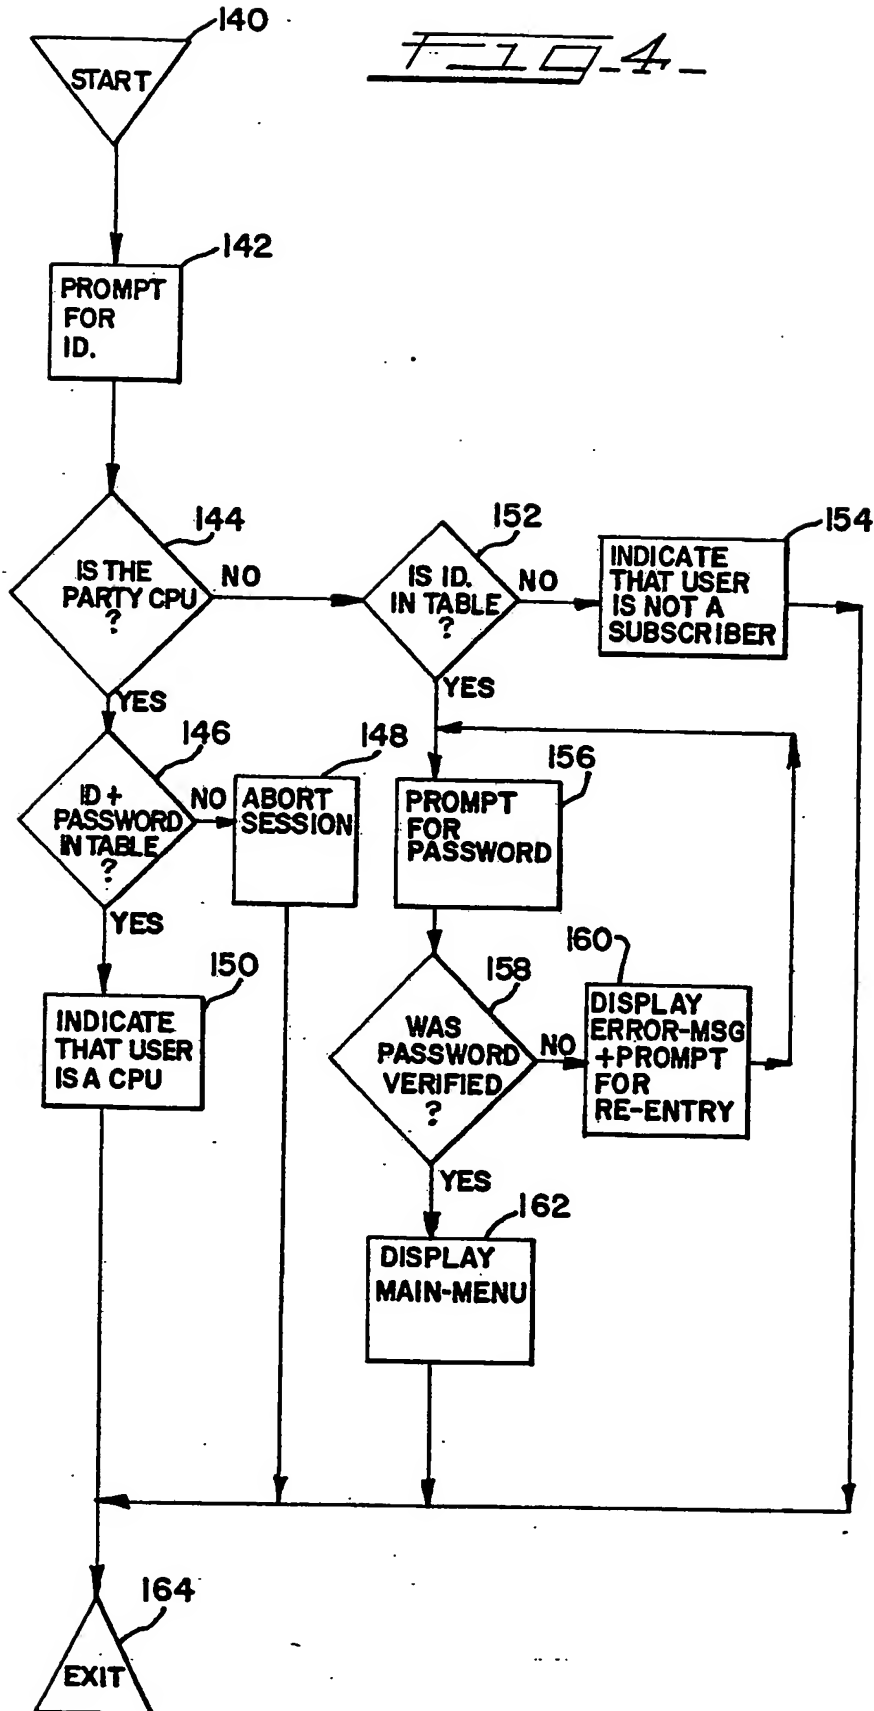 140
Fig.4.
START
142
PROMPT
FOR
ID.
144
IS THE
PARTY CPU
?
NO
152
IS ID.
IN TABLE
?
NO
154
INDICATE
THAT USER
IS NOT A
SUBSCRIBER
YES
YES
146
ID +
PASSWORD
IN TABLE
?
NO
148
ABORT
SESSION
156
PROMPT
FOR
PASSWORD
YES
150
INDICATE
THAT USER
IS A CPU
158
WAS
PASSWORD
VERIFIED
?
NO
160
DISPLAY
ERROR-MSG
+PROMPT
FOR
RE-ENTRY
YES
162
DISPLAY
MAIN-MENU
164
EXIT